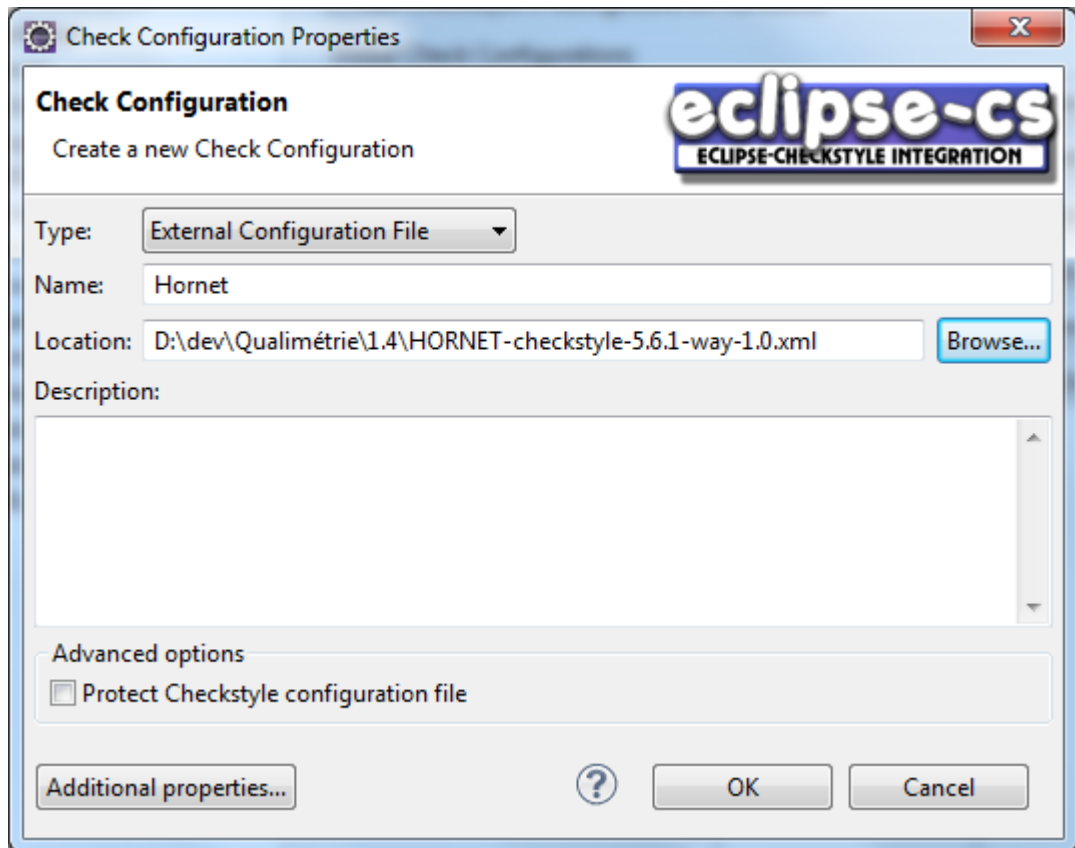 Check Configuration Properties
Check Configuration
Create a new Check Configuration
eclipse-cs
ECLIPSE-CHECKSTYLE INTEGRATION
Type: External Configuration File
Name: Hornet
Location: D:\dev\Qualimétrie\1.4\HORNET-checkstyle-5.6.1-way-1.0.xml Browse...
Description:
Advanced options
Protect Checkstyle configuration file
Additional properties... ? OK Cancel